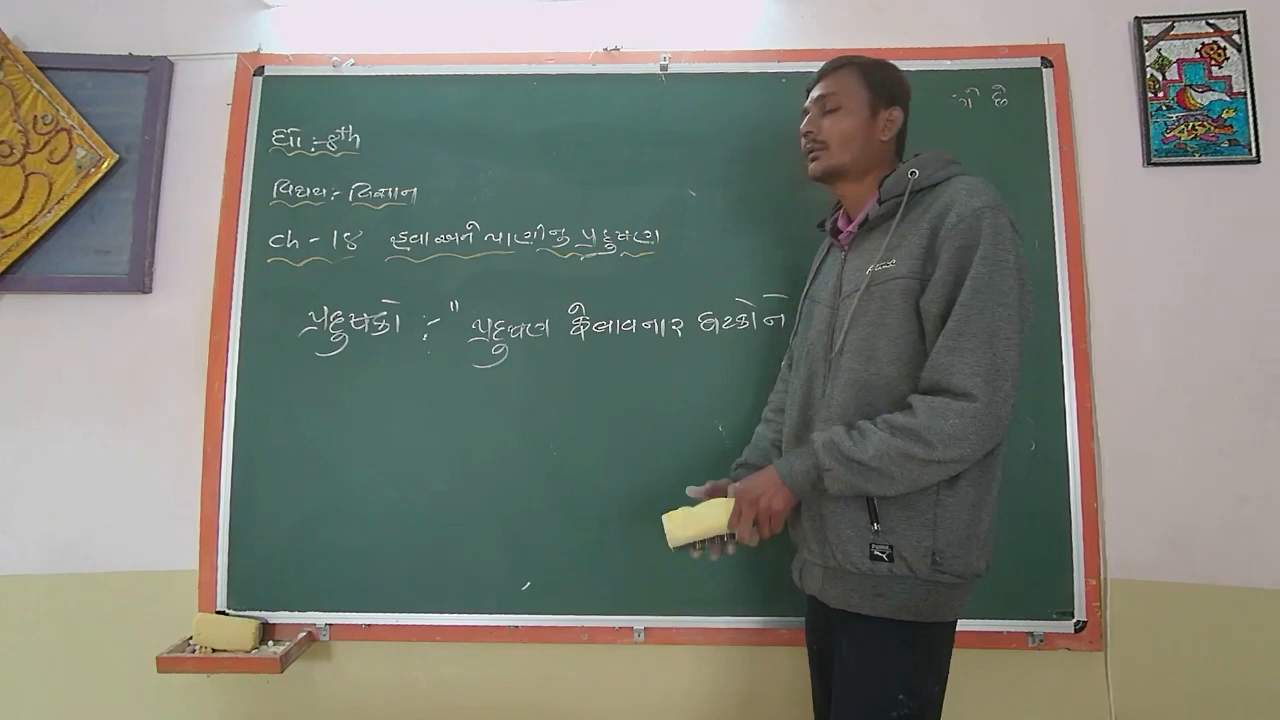 ધો :- 8th
વિષય :- વિજ્ઞાન
ch - 18 હવા અને પાણીનુ પ્રદુષણ
પ્રદુષકો :- " પ્રદુષણ ફેલાવનાર ઘટકોને